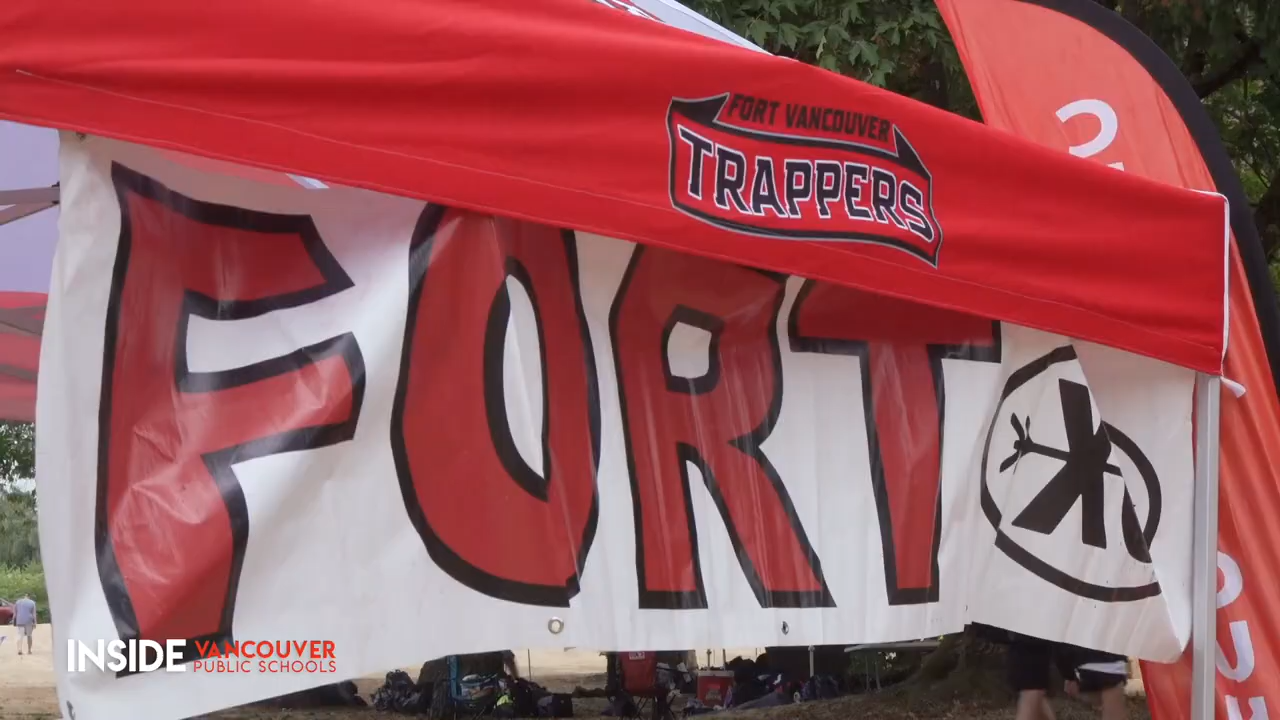 FORT VANCOUVER
TRAPPERS
FORT
INSIDE VANCOUVER
PUBLIC SCHOOLS